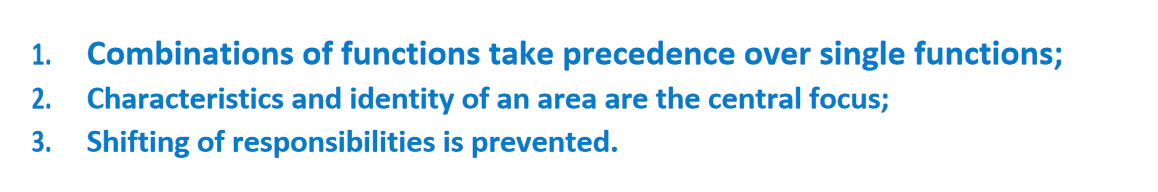 1. Combinations of functions take precedence over single functions;
2. Characteristics and identity of an area are the central focus;
3. Shifting of responsibilities is prevented.